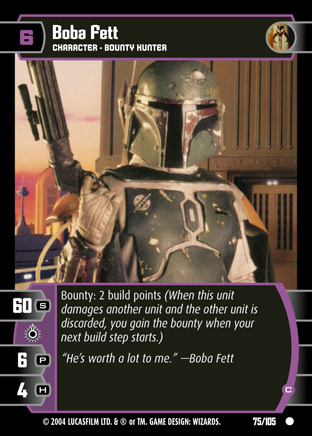 6 Boba Fett
CHARACTER - BOUNTY HUNTER
60 S
Bounty: 2 build points (When this unit
damages another unit and the other unit is
discarded, you gain the bounty when your
next build step starts.)
6 P
"He's worth a lot to me." —Boba Fett
4 H
C
© 2004 LUCASFILM LTD. & ® or TM. GAME DESIGN: WIZARDS. 75/105